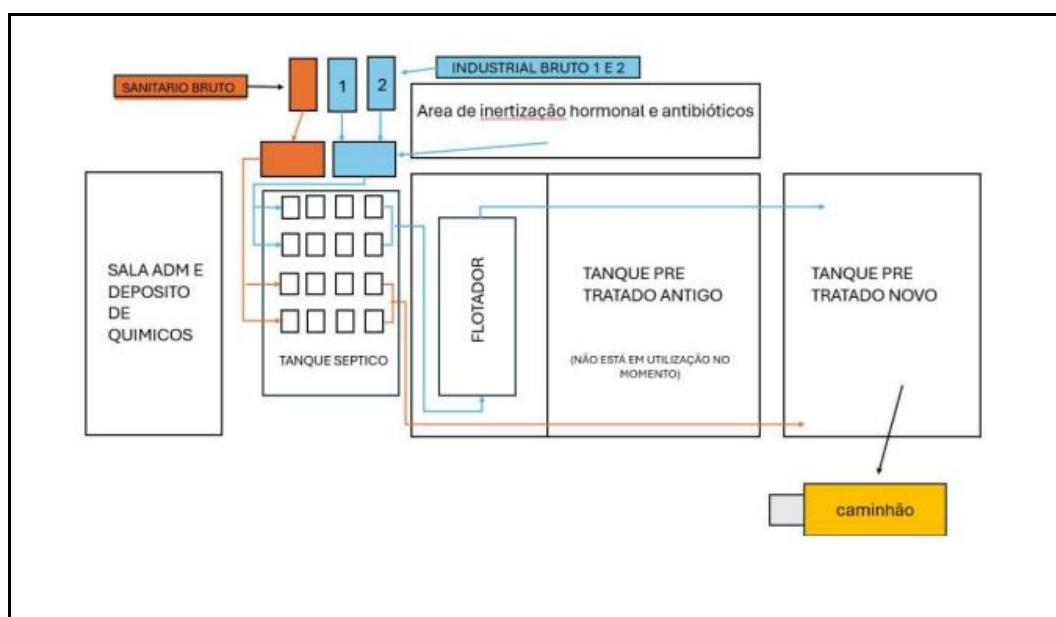 INDUSTRIAL BRUTO 1 E 2
SANITARIO BRUTO
1
2
Area de inertização hormonal e antibióticos
SALA ADM E
DEPOSITO
DE
QUIMICOS
TANQUE SEPTICO
FLOTADOR
TANQUE PRE
TRATADO ANTIGO
(NÃO ESTÁ EM UTILIZAÇÃO NO
MOMENTO)
TANQUE PRE
TRATADO NOVO
caminhão